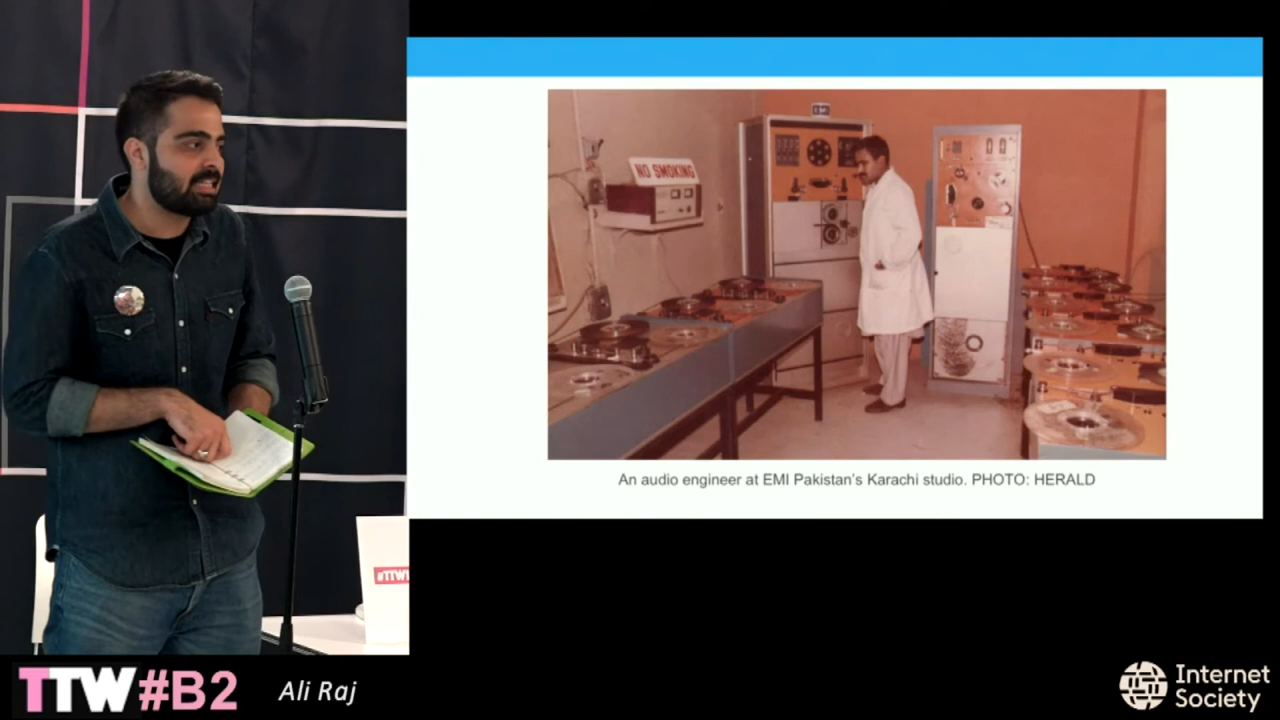 NO SMOKING
An audio engineer at EMI Pakistan's Karachi studio. PHOTO: HERALD
#TTW
TTW#B2
Ali Raj
Internet
Society